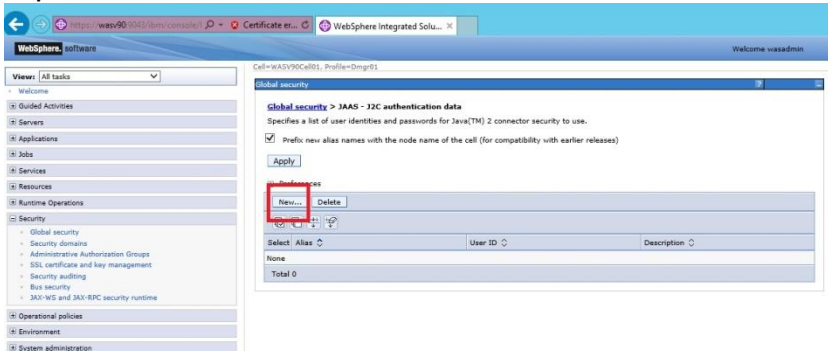 https://wasv90:9043/ibm/console/l
Certificate er...
WebSphere Integrated Solu...
WebSphere. software
Welcome wasadmin
View: All tasks
Cell=WASV90Cell01, Profile=Dmgr01
Welcome
Guided Activities
Servers
Applications
Jobs
Services
Resources
Runtime Operations
Security
Global security
Security domains
Administrative Authorization Groups
SSL certificate and key management
Security auditing
Bus security
JAX-WS and JAX-RPC security runtime
Operational policies
Environment
System administration
Global security
?
Global security > JAAS - J2C authentication data
Specifies a list of user identities and passwords for Java(TM) 2 connector security to use.
Prefix new alias names with the node name of the cell (for compatibility with earlier releases)
Apply
Preferences
New... Delete
Select Alias User ID Description
None
Total 0